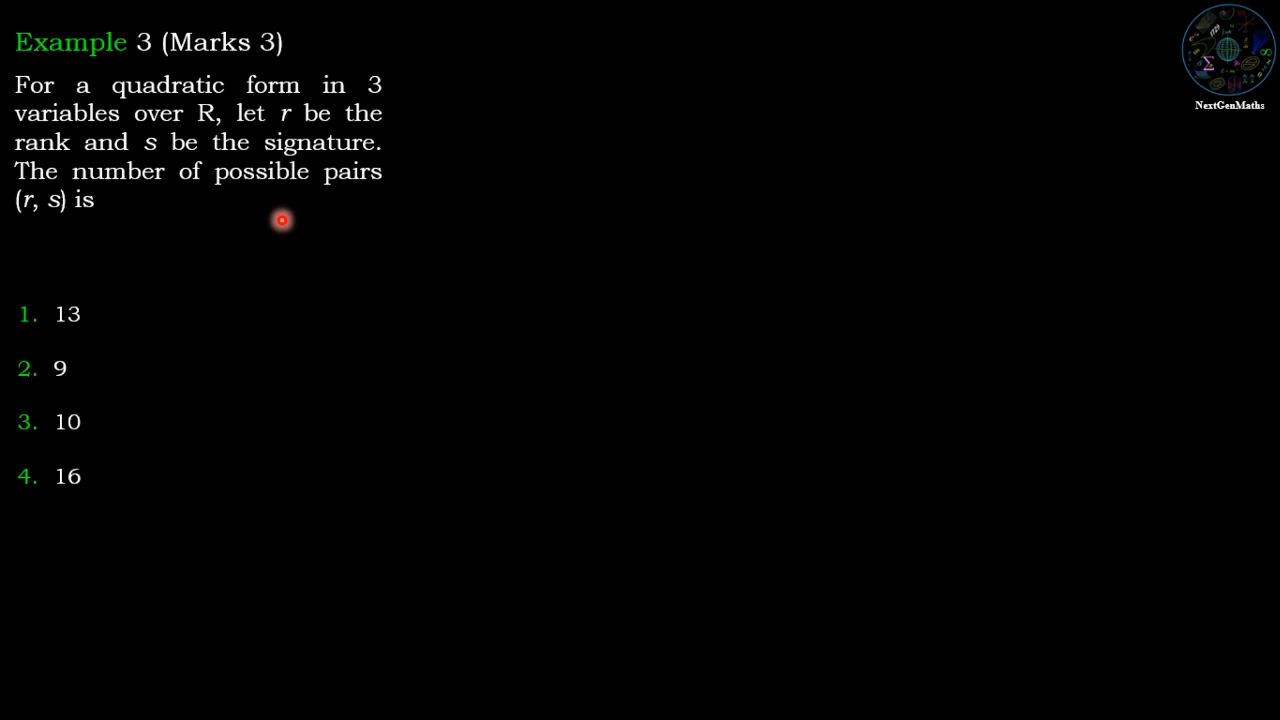 Example 3 (Marks 3)
For a quadratic form in 3
variables over R, let r be the
rank and s be the signature.
The number of possible pairs
(r, s) is
1. 13
2. 9
3. 10
4. 16
NextGenMaths